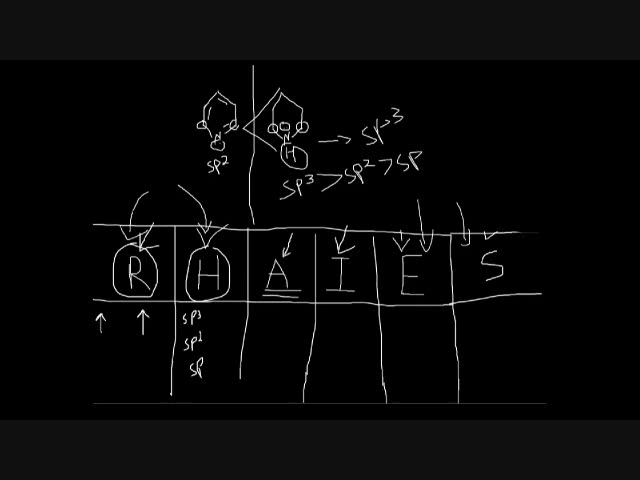 N
N
H
sp²
→ sp³
sp³ > sp² > sp
R H A I E S
sp³
sp²
sp